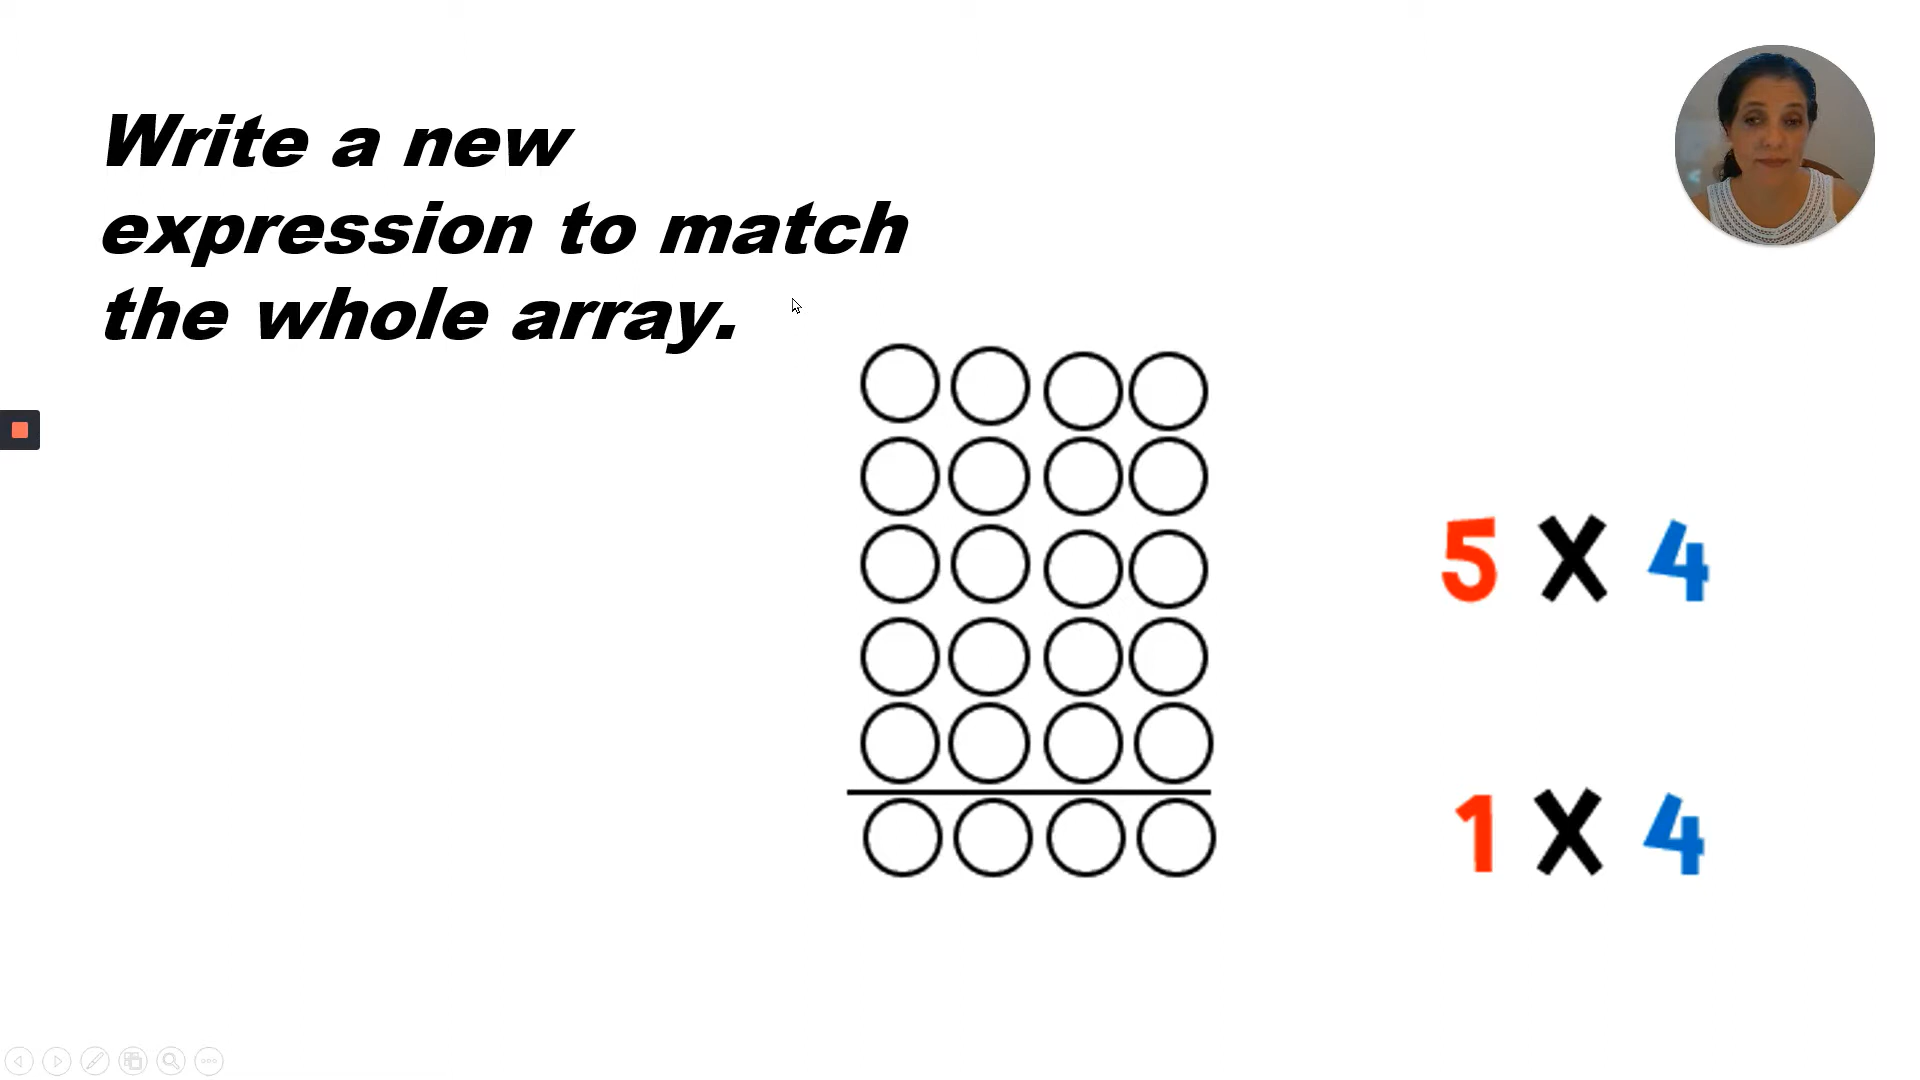 Write a new
expression to match
the whole array.
5 X 4
1 X 4